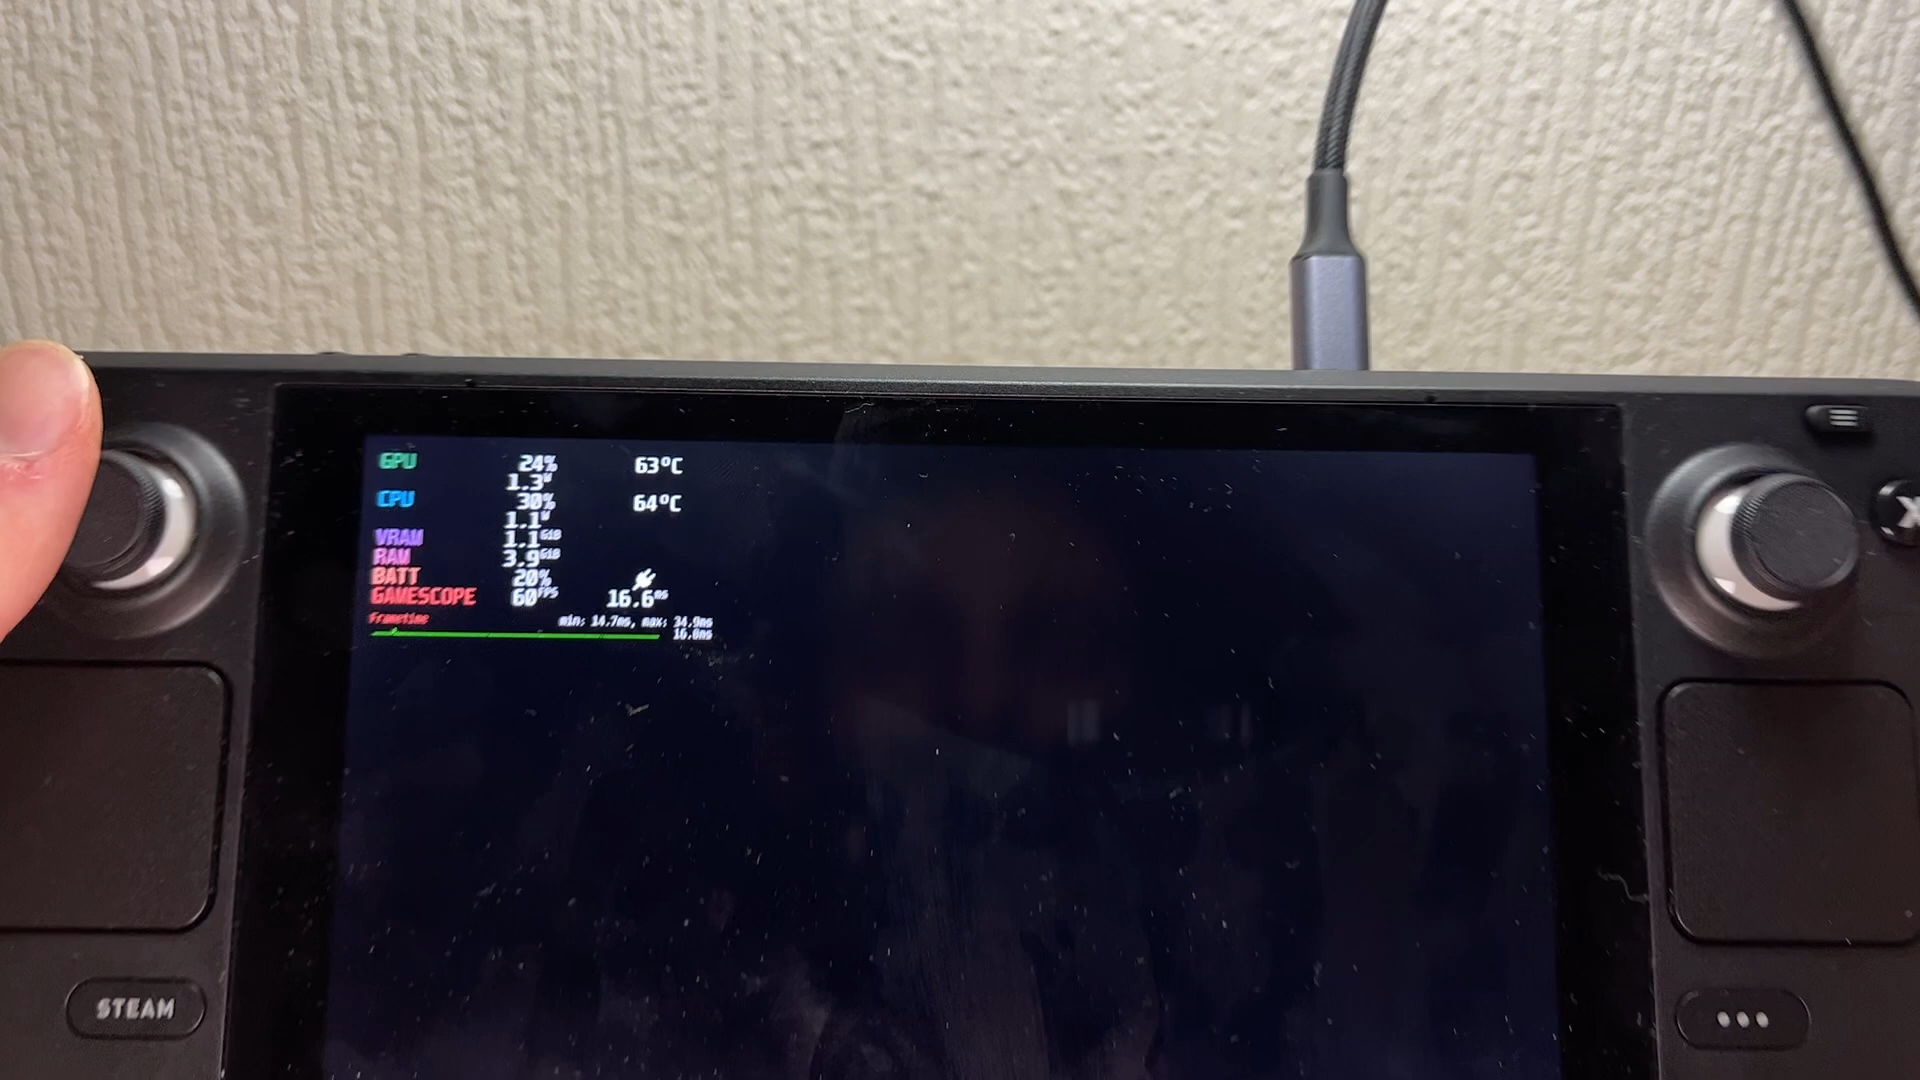 GPU 24% 63°C
1.3W
CPU 30% 64°C
1.1W
VRAM 1.1GiB
RAM 3.9GiB
BATT 20%
GAMESCOPE 60FPS 16.6ms
Frametime min: 14.7ms, max: 34.9ms
16.0ms
X
STEAM